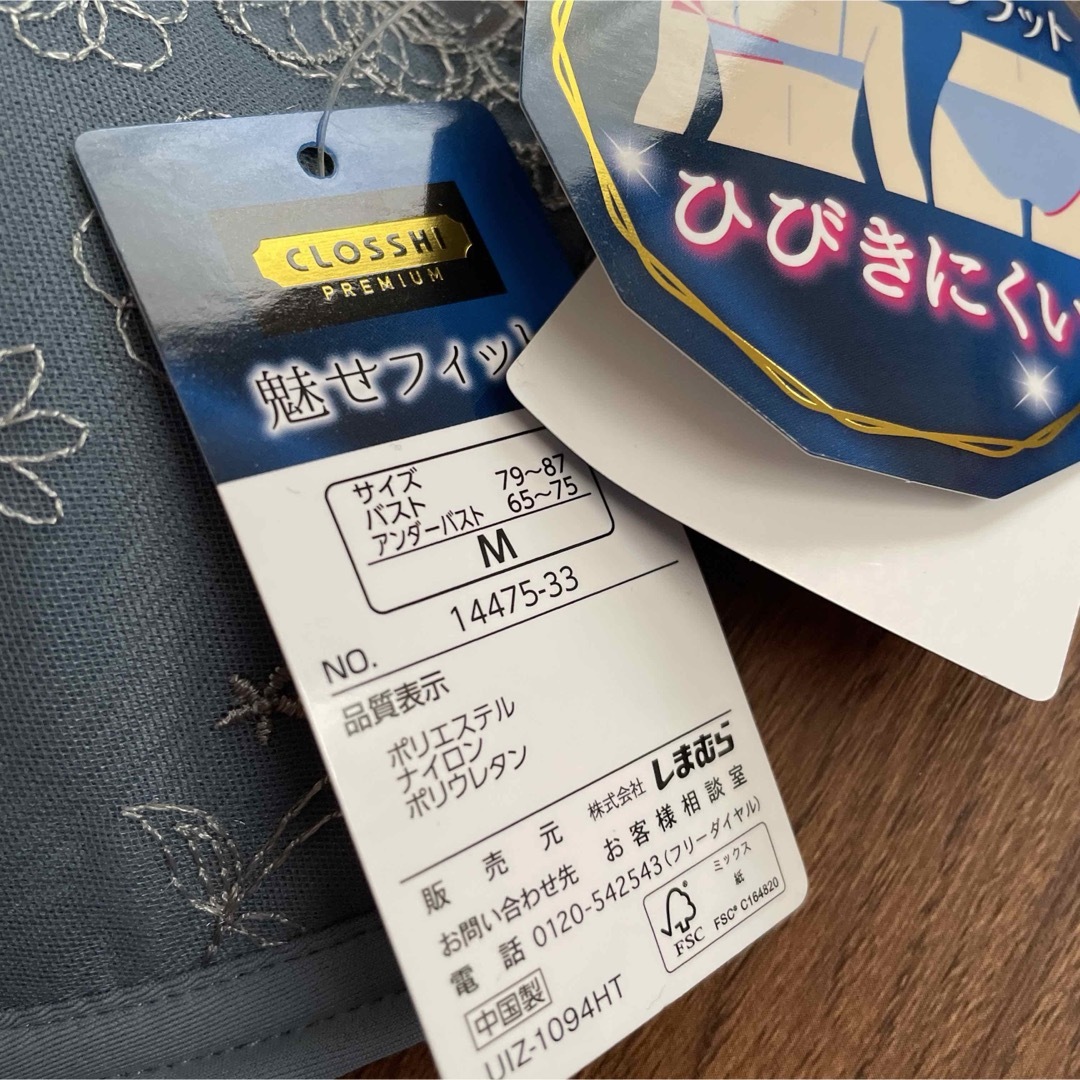 CLOSSHI
PREMIUM
魅せフィット
サイズ
バスト 79～87
アンダーバスト 65～75
M
NO. 14475-33
品質表示
ポリエステル
ナイロン
ポリウレタン
販売元 株式会社 しまむら
お問い合わせ先 お客様相談室
電話 0120-542543(フリーダイヤル)
中国製
UIZ-1094HT
FSC
ミックス
紙
FSC® C164820
フット
ひびきにくい